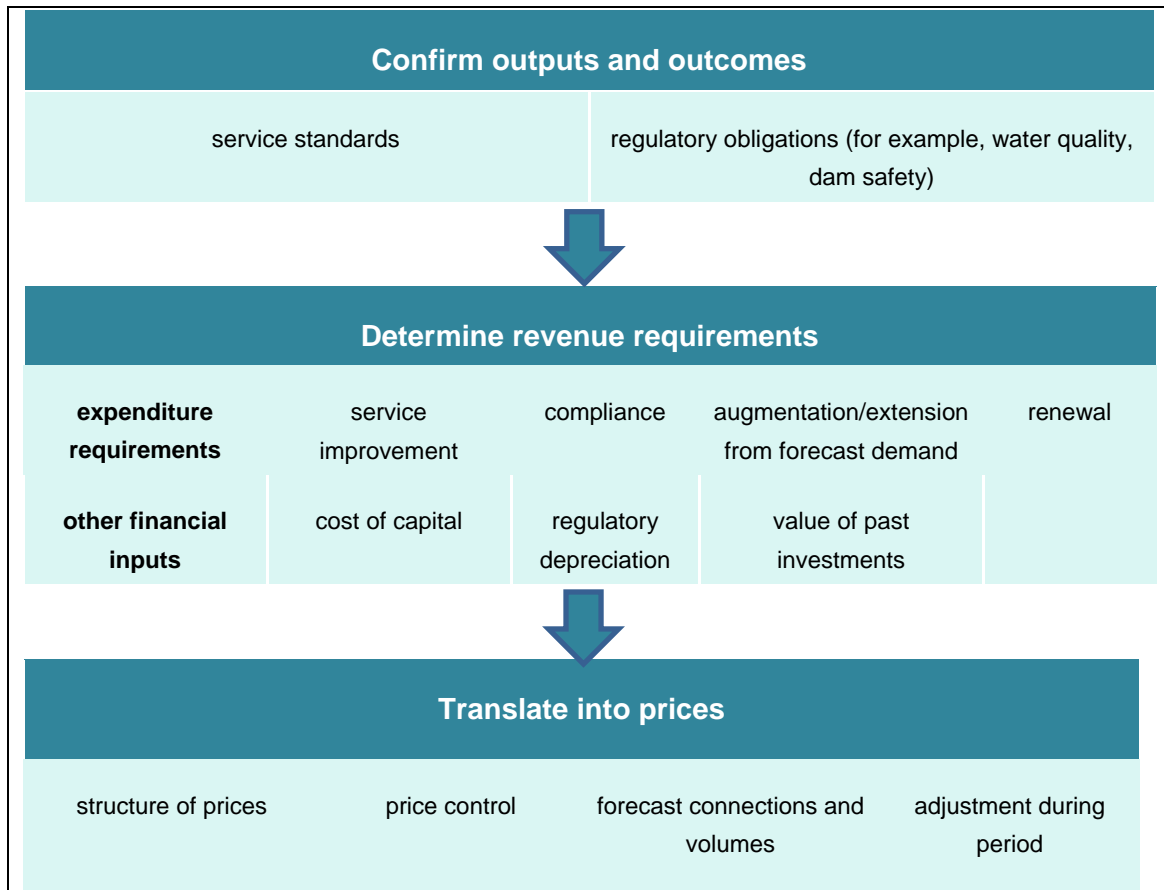 Confirm outputs and outcomes
service standards
regulatory obligations (for example, water quality,
dam safety)
Determine revenue requirements
expenditure
requirements
service
improvement
compliance
augmentation/extension
from forecast demand
renewal
other financial
inputs
cost of capital
regulatory
depreciation
value of past
investments
Translate into prices
structure of prices
price control
forecast connections and
volumes
adjustment during
period